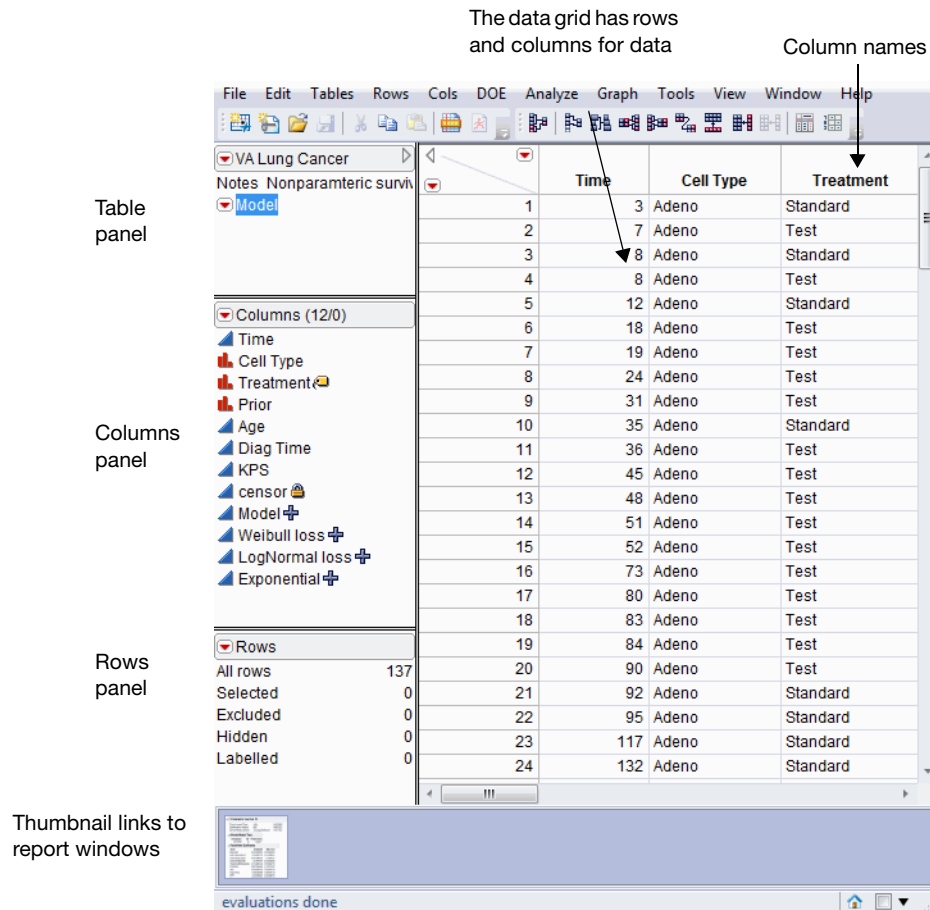 The data grid has rows
and columns for data
Column names
File Edit Tables Rows Cols DOE Analyze Graph Tools View Window Help
VA Lung Cancer
Notes Nonparamteric surviv
Model
Table
panel
Columns (12/0)
Time
Cell Type
Treatment
Prior
Age
Diag Time
KPS
censor
Model
Weibull loss
LogNormal loss
Exponential
Columns
panel
Rows
All rows 137
Selected 0
Excluded 0
Hidden 0
Labelled 0
Rows
panel
Time Cell Type Treatment
1 3 Adeno Standard
2 7 Adeno Test
3 8 Adeno Standard
4 8 Adeno Test
5 12 Adeno Standard
6 18 Adeno Test
7 19 Adeno Test
8 24 Adeno Test
9 31 Adeno Test
10 35 Adeno Standard
11 36 Adeno Test
12 45 Adeno Test
13 48 Adeno Test
14 51 Adeno Test
15 52 Adeno Test
16 73 Adeno Test
17 80 Adeno Test
18 83 Adeno Test
19 84 Adeno Test
20 90 Adeno Test
21 92 Adeno Standard
22 95 Adeno Standard
23 117 Adeno Standard
24 132 Adeno Standard
Thumbnail links to
report windows
evaluations done